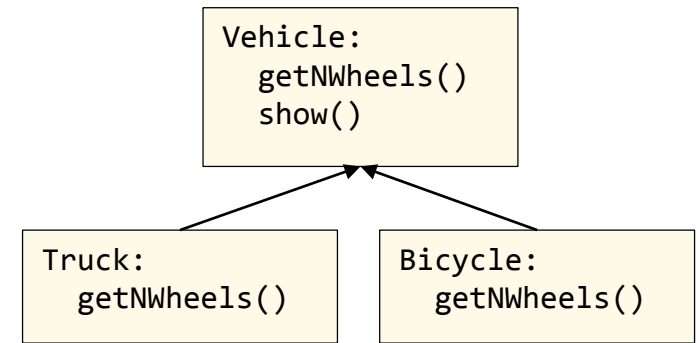 Vehicle:
getNWheels()
show()
Truck:
getNWheels()
Bicycle:
getNWheels()